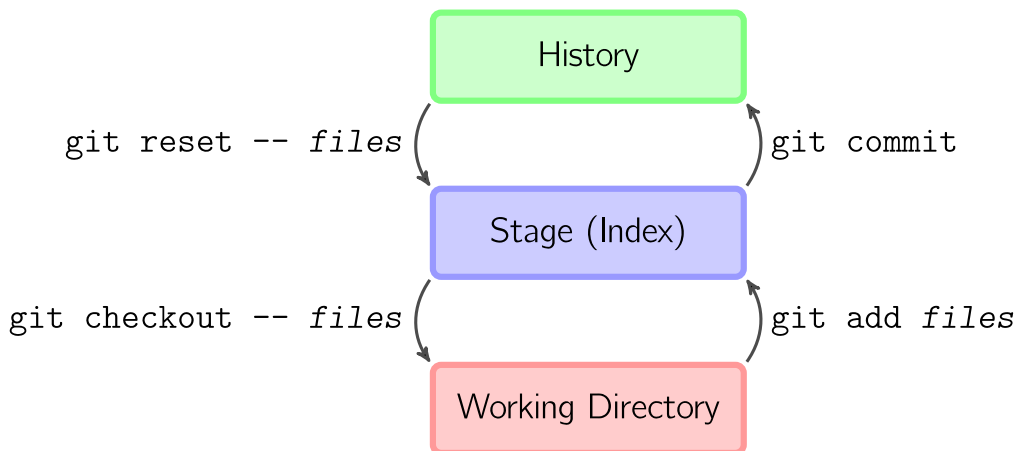 History
git reset -- files
git commit
Stage (Index)
git checkout -- files
git add files
Working Directory